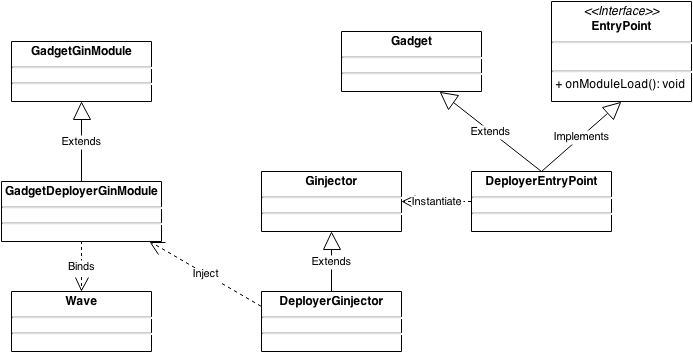 <<Interface>>
EntryPoint
+ onModuleLoad(): void
Gadget
GadgetGinModule
Extends
Extends
Implements
GadgetDeployerGinModule
Ginjector
DeployerEntryPoint
Instantiate
Binds
Inject
Extends
Wave
DeployerGinjector